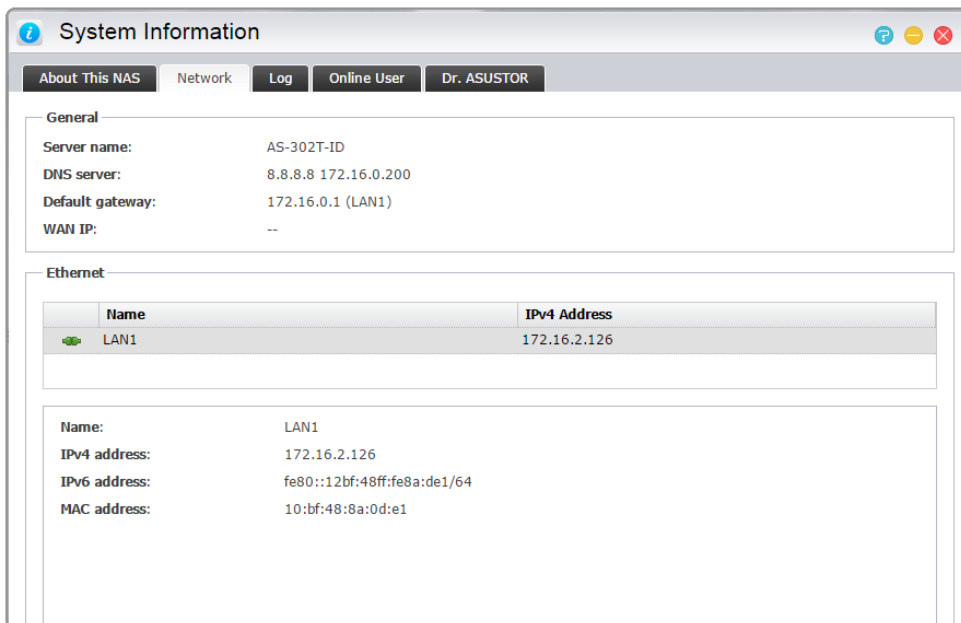 System Information
About This NAS Network Log Online User Dr. ASUSTOR
General
Server name: AS-302T-ID
DNS server: 8.8.8.8 172.16.0.200
Default gateway: 172.16.0.1 (LAN1)
WAN IP: --
Ethernet
Name IPv4 Address
LAN1 172.16.2.126
Name: LAN1
IPv4 address: 172.16.2.126
IPv6 address: fe80::12bf:48ff:fe8a:de1/64
MAC address: 10:bf:48:8a:0d:e1